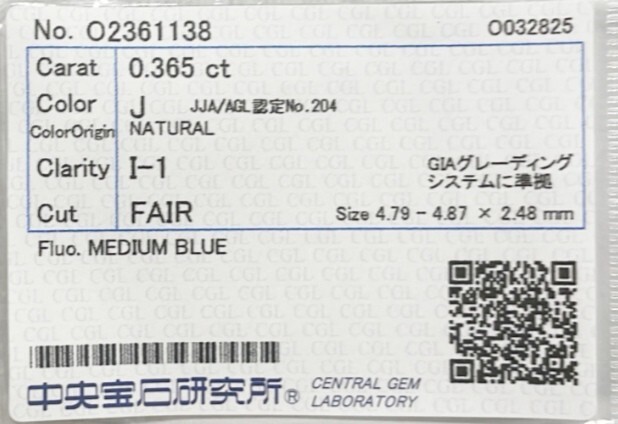 No. O2361138 O032825
Carat 0.365 ct
Color J JJA/AGL認定No.204
ColorOrigin NATURAL
Clarity I-1 GIAグレーディング
システムに準拠
Cut FAIR Size 4.79 - 4.87 × 2.48 mm
Fluo. MEDIUM BLUE
中央宝石研究所® CENTRAL GEM
LABORATORY